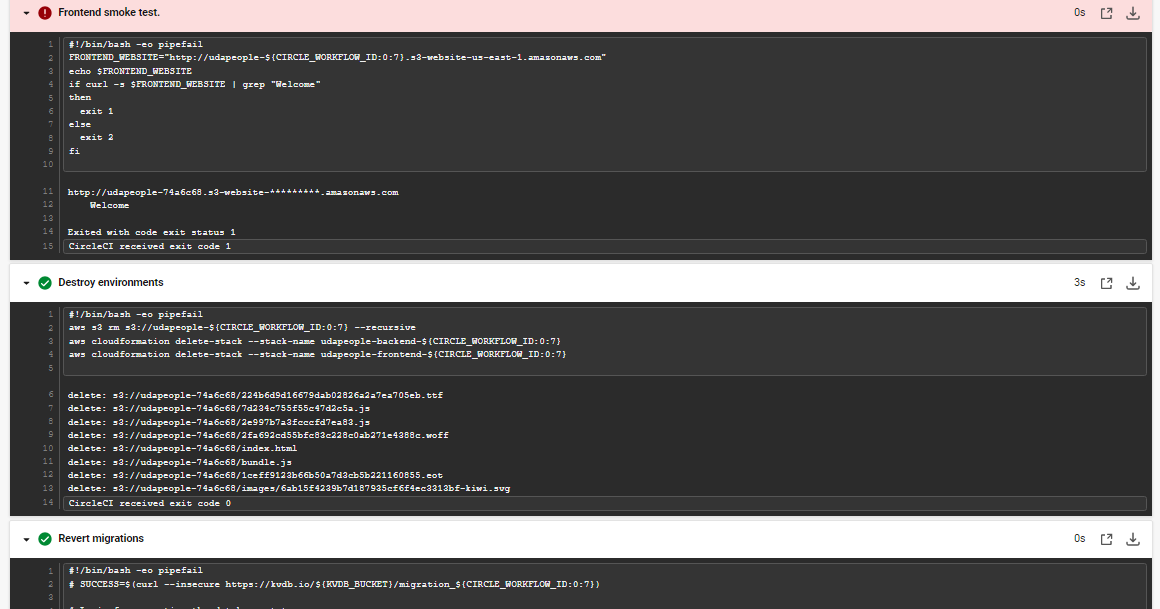 Frontend smoke test.
0s
1 #!/bin/bash -eo pipefail
2 FRONTEND_WEBSITE="http://udapeople-${CIRCLE_WORKFLOW_ID:0:7}.s3-website-us-east-1.amazonaws.com"
3 echo $FRONTEND_WEBSITE
4 if curl -s $FRONTEND_WEBSITE | grep "Welcome"
5 then
6 exit 1
7 else
8 exit 2
9 fi
10
11 http://udapeople-74a6c68.s3-website-*********.amazonaws.com
12 Welcome
13
14 Exited with code exit status 1
15 CircleCI received exit code 1
Destroy environments
3s
1 #!/bin/bash -eo pipefail
2 aws s3 rm s3://udapeople-${CIRCLE_WORKFLOW_ID:0:7} --recursive
3 aws cloudformation delete-stack --stack-name udapeople-backend-${CIRCLE_WORKFLOW_ID:0:7}
4 aws cloudformation delete-stack --stack-name udapeople-frontend-${CIRCLE_WORKFLOW_ID:0:7}
5
6 delete: s3://udapeople-74a6c68/224b6d9d16679dab02826a2a7ea705eb.ttf
7 delete: s3://udapeople-74a6c68/7d234c755f55c47d2c5a.js
8 delete: s3://udapeople-74a6c68/2e997b7a3fcccfd7ea83.js
9 delete: s3://udapeople-74a6c68/2fa692cd55bfc83c228c0ab271e4388c.woff
10 delete: s3://udapeople-74a6c68/index.html
11 delete: s3://udapeople-74a6c68/bundle.js
12 delete: s3://udapeople-74a6c68/1ceff9123b66b50a7d3cb5b221160855.eot
13 delete: s3://udapeople-74a6c68/images/6ab15f4239b7d187935cf6f4ec3313bf-kiwi.svg
14 CircleCI received exit code 0
Revert migrations
0s
1 #!/bin/bash -eo pipefail
2 # SUCCESS=$(curl --insecure https://kvdb.io/${KVDB_BUCKET}/migration_${CIRCLE_WORKFLOW_ID:0:7})
3